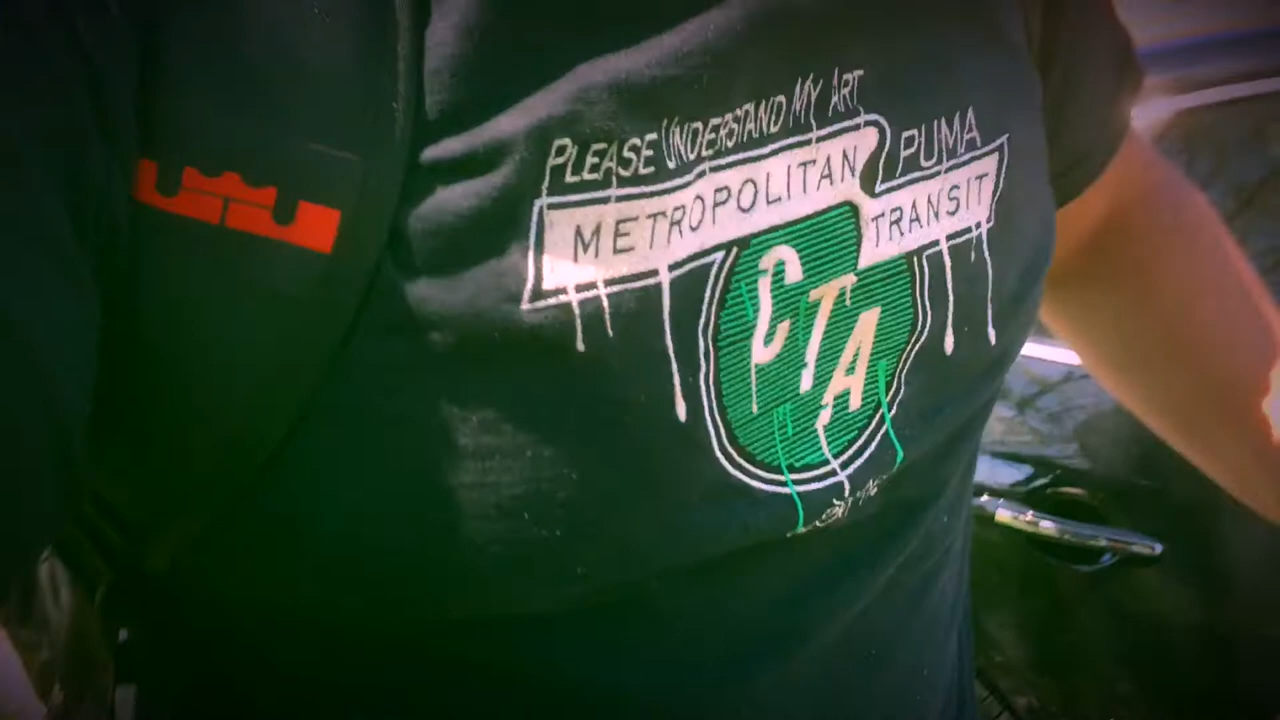 PLEASE UNDERSTAND MY ART
PUMA
METROPOLITAN
TRANSIT
CTA